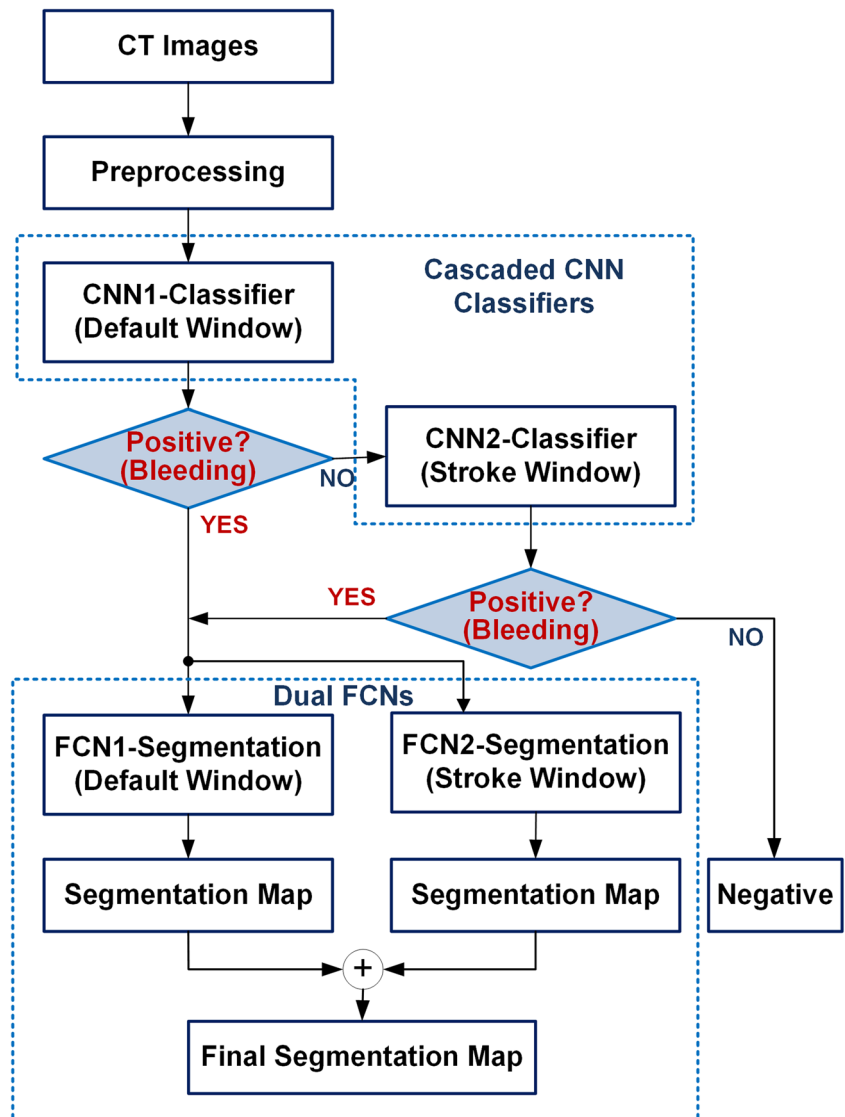 CT Images
Preprocessing
Cascaded CNN
Classifiers
CNN1-Classifier
(Default Window)
Positive?
(Bleeding)
NO
CNN2-Classifier
(Stroke Window)
YES
YES
Positive?
(Bleeding)
NO
Dual FCNs
FCN1-Segmentation
(Default Window)
FCN2-Segmentation
(Stroke Window)
Segmentation Map
Segmentation Map
Negative
+
Final Segmentation Map